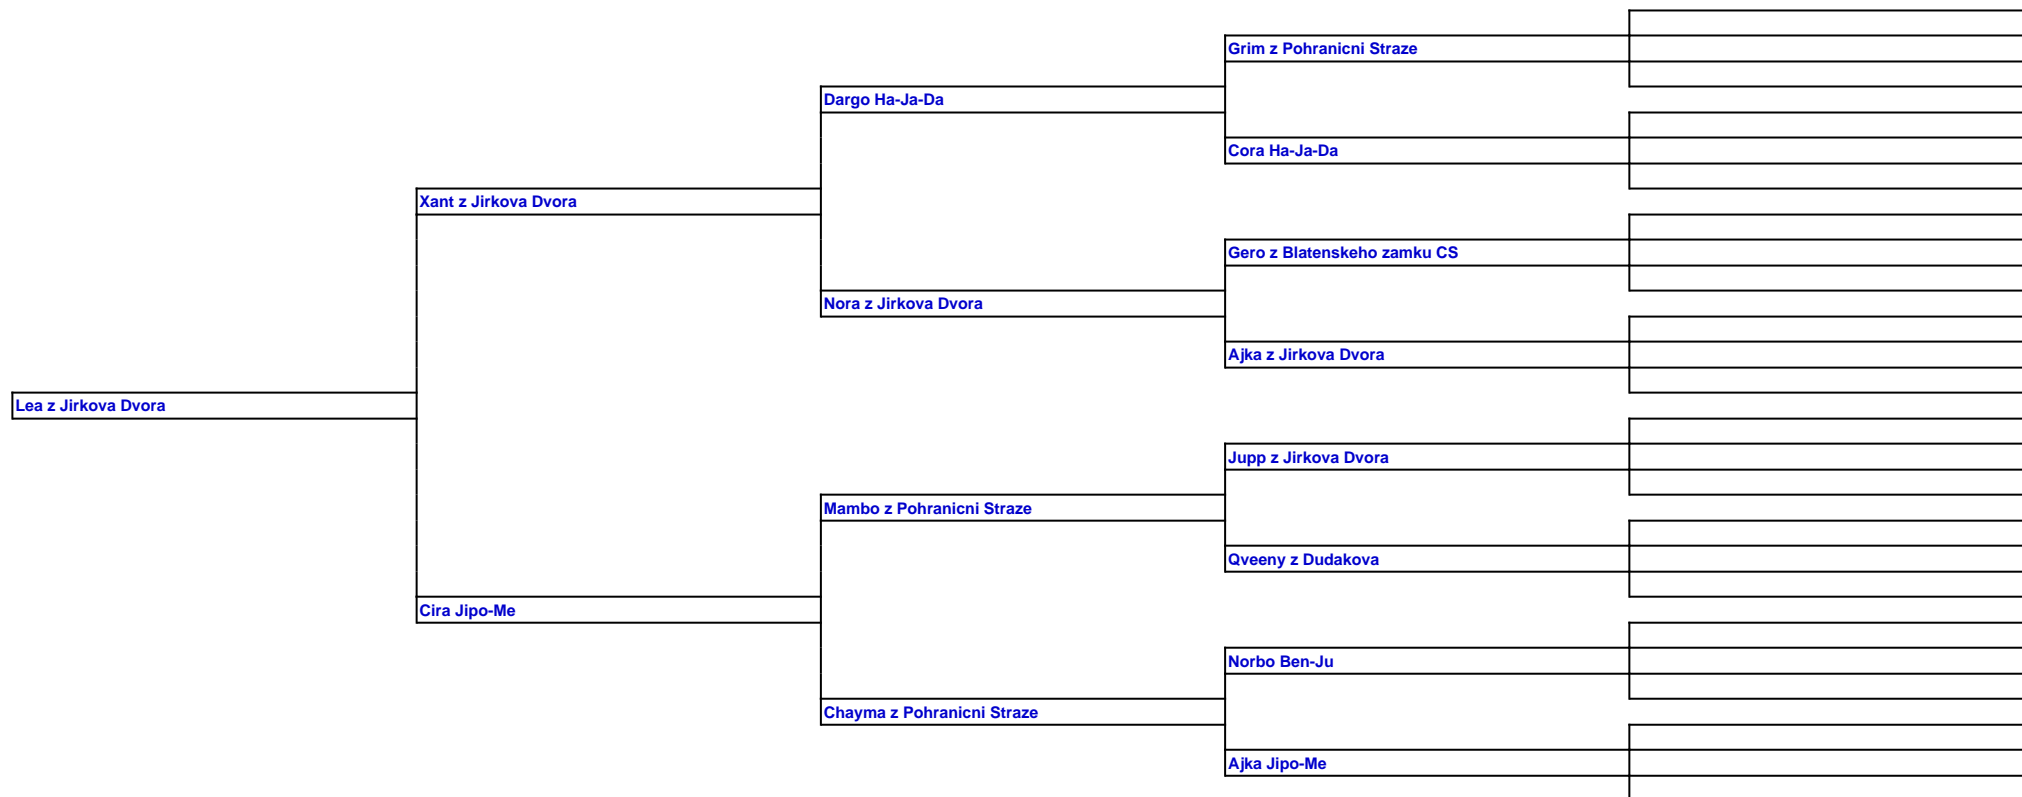 Grim z Pohranicni Straze
Dargo Ha-Ja-Da
Cora Ha-Ja-Da
Xant z Jirkova Dvora
Gero z Blatenskeho zamku CS
Nora z Jirkova Dvora
Ajka z Jirkova Dvora
Lea z Jirkova Dvora
Jupp z Jirkova Dvora
Mambo z Pohranicni Straze
Qveeny z Dudakova
Cira Jipo-Me
Norbo Ben-Ju
Chayma z Pohranicni Straze
Ajka Jipo-Me